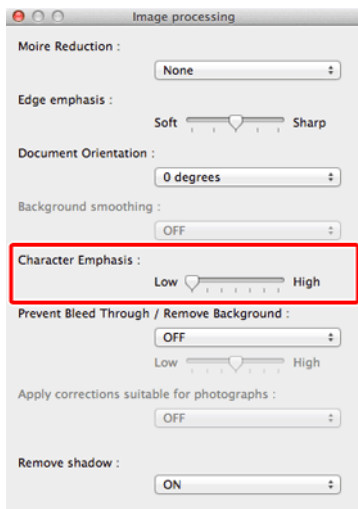 Image processing
Moire Reduction :
None
Edge emphasis :
Soft Sharp
Document Orientation :
0 degrees
Background smoothing :
OFF
Character Emphasis :
Low High
Prevent Bleed Through / Remove Background :
OFF
Low High
Apply corrections suitable for photographs :
OFF
Remove shadow :
ON